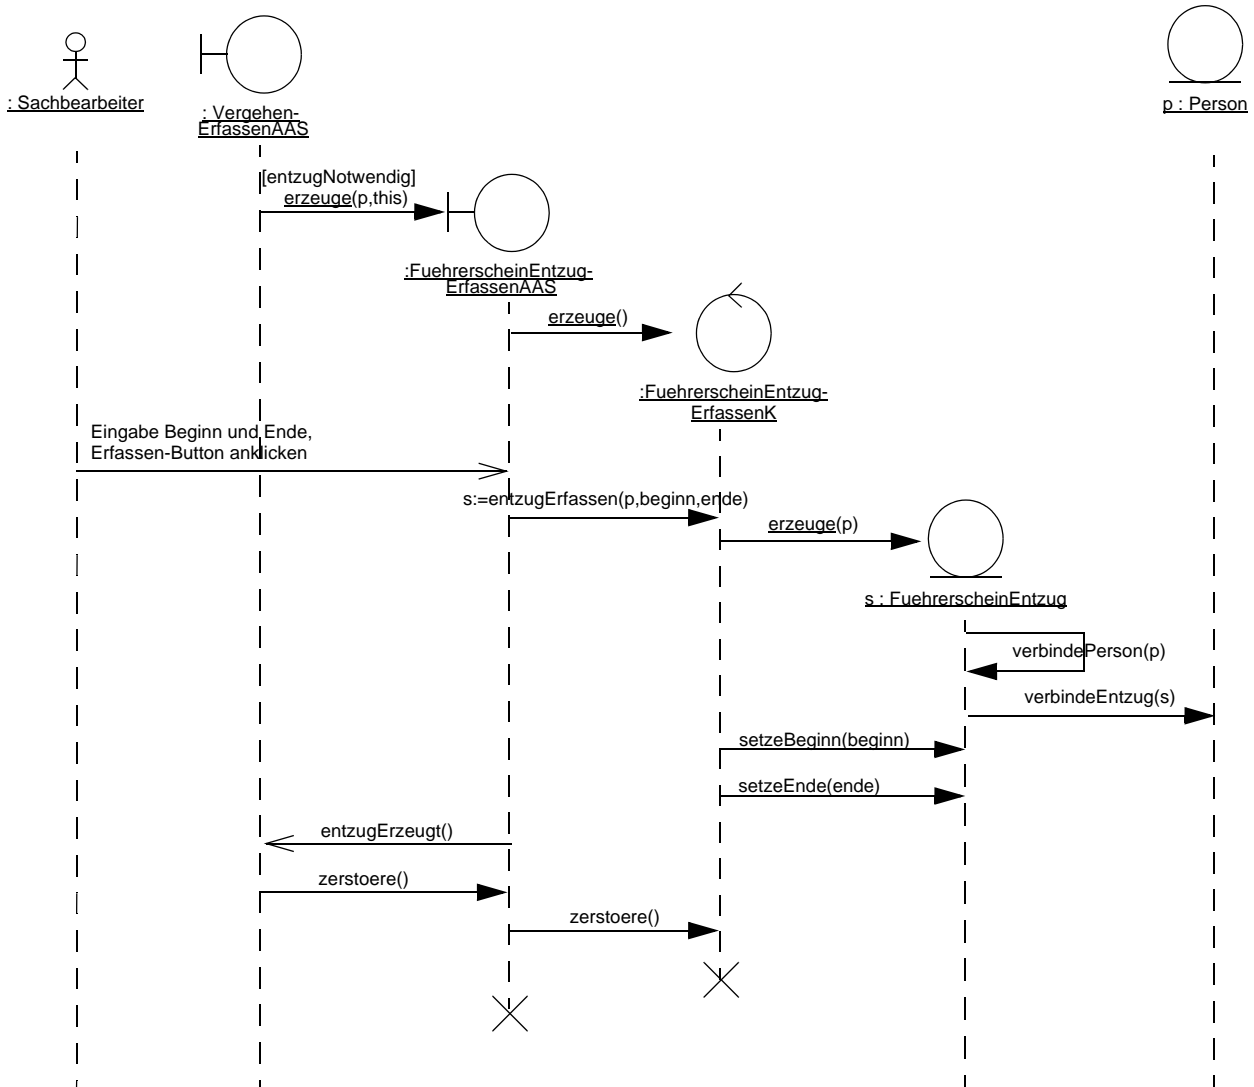 : Sachbearbeiter
: Vergehen-
ErfassenAAS
p : Person
[entzugNotwendig]
erzeuge(p,this)
:FuehrerscheinEntzug-
ErfassenAAS
erzeuge()
:FuehrerscheinEntzug-
ErfassenK
Eingabe Beginn und Ende,
Erfassen-Button anklicken
s:=entzugErfassen(p,beginn,ende)
erzeuge(p)
s : FuehrerscheinEntzug
verbindePerson(p)
verbindeEntzug(s)
setzeBeginn(beginn)
setzeEnde(ende)
entzugErzeugt()
zerstoere()
zerstoere()